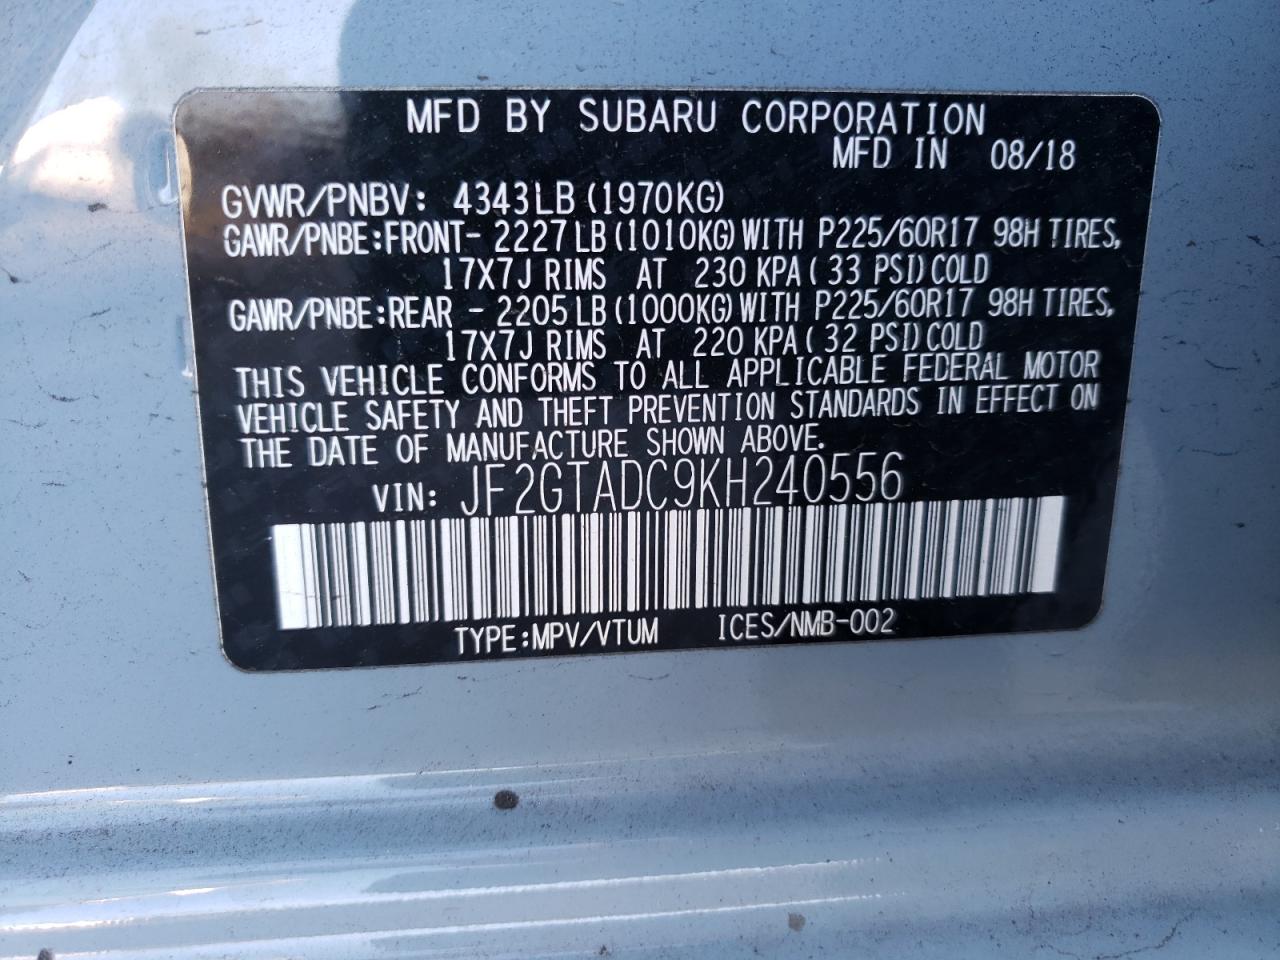 MFD BY SUBARU CORPORATION
MFD IN 08/18
GVWR/PNBV: 4343LB (1970KG)
GAWR/PNBE:FRONT- 2227 LB (1010KG) WITH P225/60R17 98H TIRES,
17X7J RIMS AT 230 KPA ( 33 PSI) COLD
GAWR/PNBE:REAR - 2205 LB (1000KG) WITH P225/60R17 98H TIRES,
17X7J RIMS AT 220 KPA ( 32 PSI) COLD
THIS VEHICLE CONFORMS TO ALL APPLICABLE FEDERAL MOTOR
VEHICLE SAFETY AND THEFT PREVENTION STANDARDS IN EFFECT ON
THE DATE OF MANUFACTURE SHOWN ABOVE.
VIN: JF2GTADC9KH240556
TYPE:MPV/VTUM ICES/NMB-002